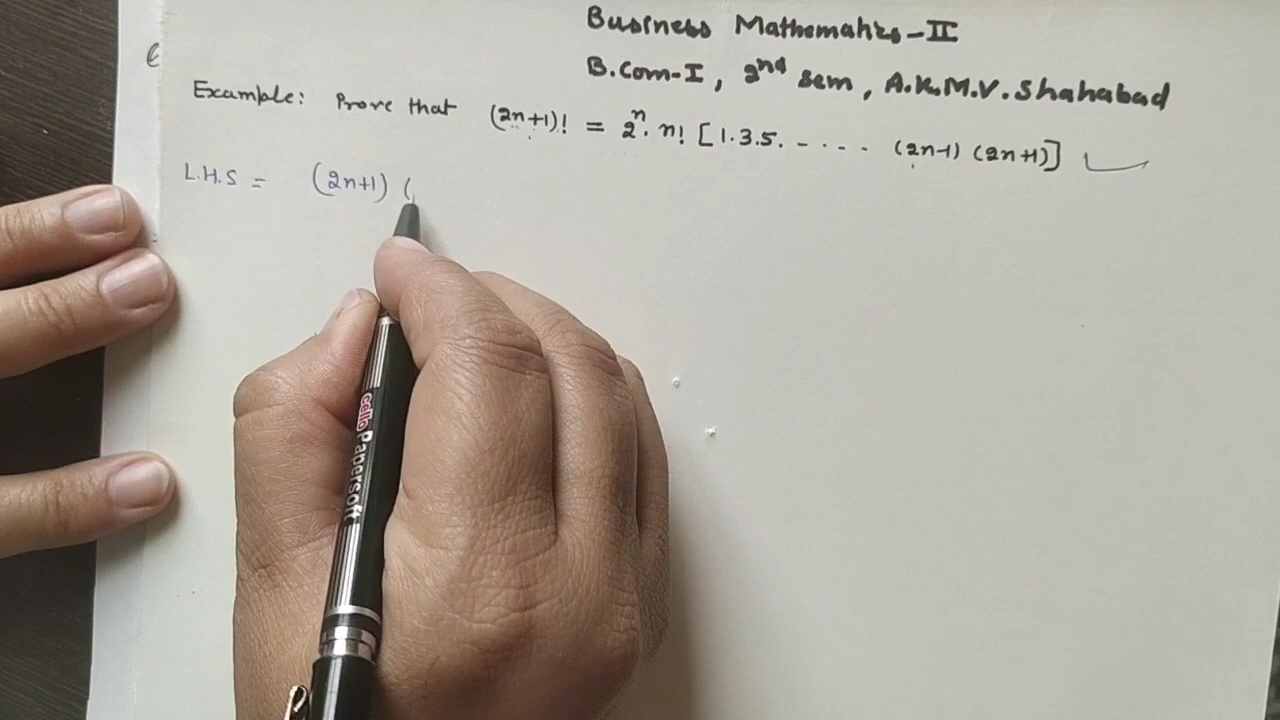 Business Mathematics-II
B.Com-I, 2nd Sem, A.K.M.V. Shahabad
Example: Prove that (2n+1)! = 2ⁿ. n! [1.3.5. ----- (2n-1) (2n+1)]
L.H.S = (2n+1) (
cello Papersoft